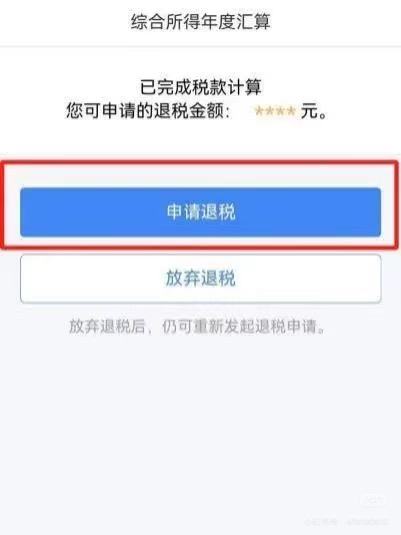 综合所得年度汇算
已完成税款计算
您可申请的退税金额： **** 元。
申请退税
放弃退税
放弃退税后，仍可重新发起退税申请。